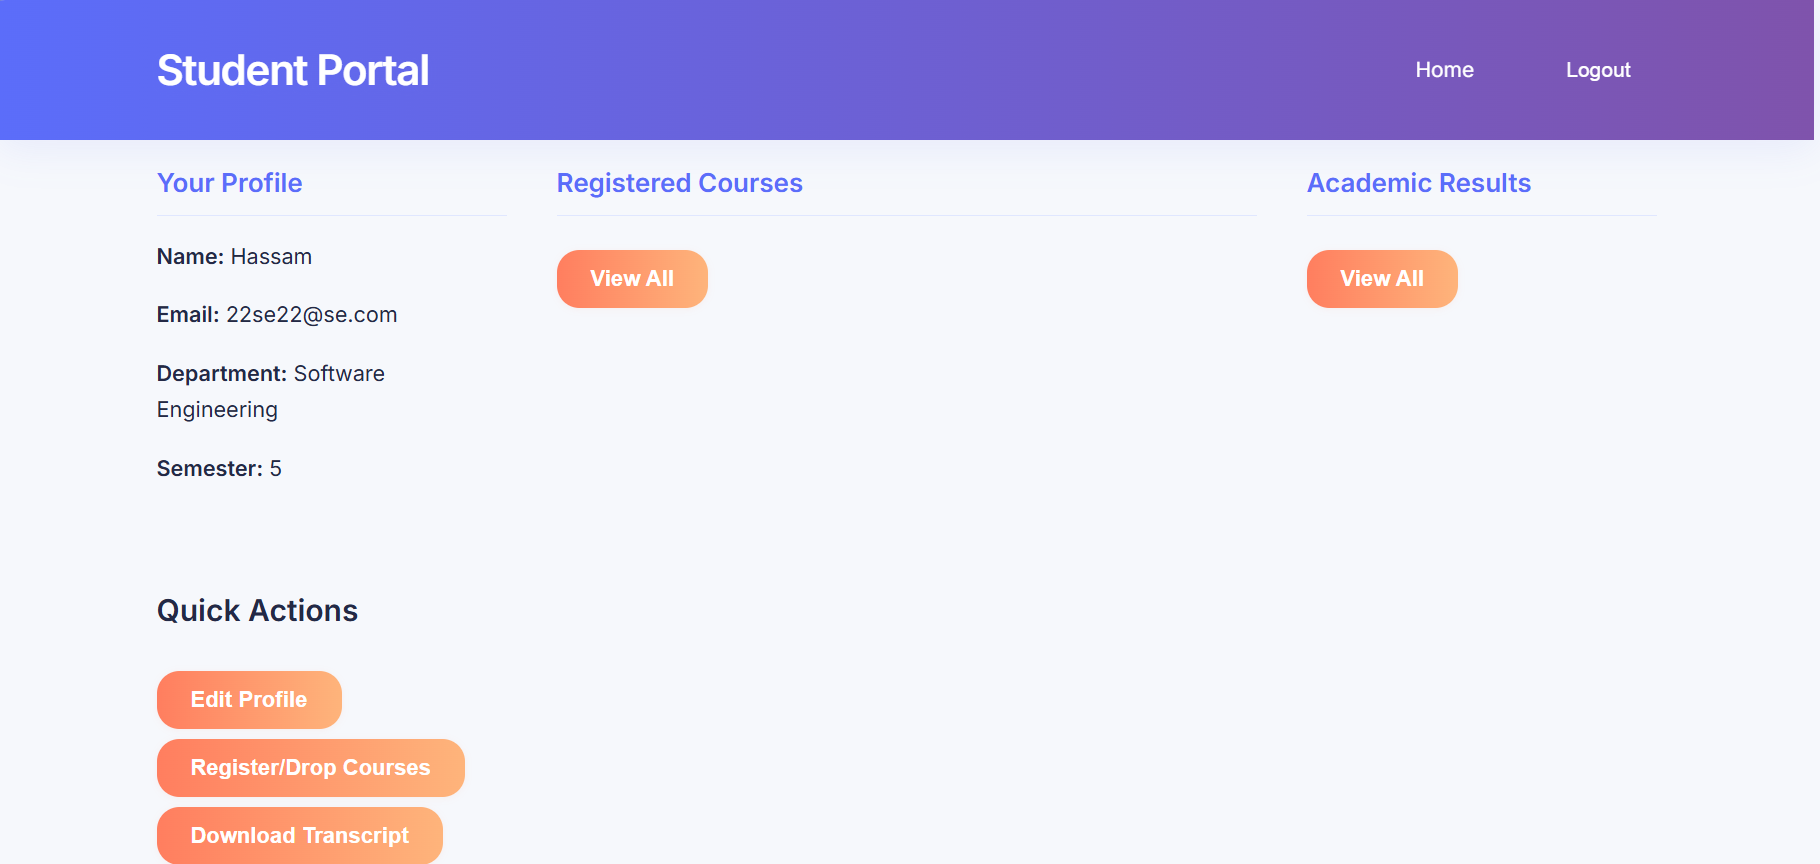 Student Portal
Home
Logout
Your Profile
Name: Hassam
Email: 22se22@se.com
Department: Software
Engineering
Semester: 5
Registered Courses
View All
Academic Results
View All
Quick Actions
Edit Profile
Register/Drop Courses
Download Transcript